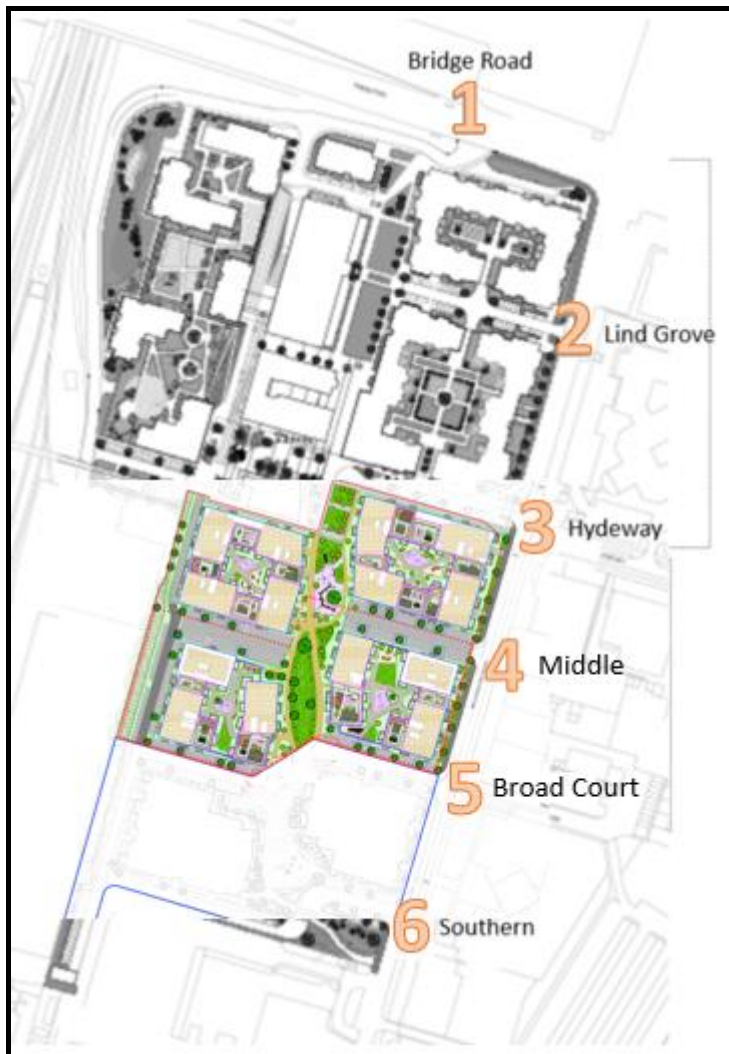 Bridge Road
1
2 Lind Grove
3 Hydeway
4 Middle
5 Broad Court
6 Southern